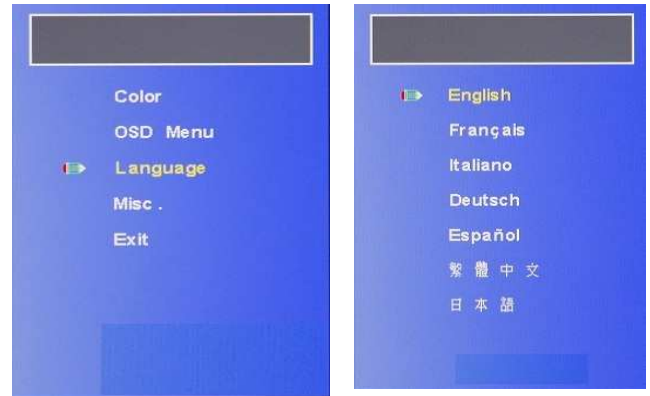 Color
OSD Menu
Language
Misc.
Exit
English
Français
Italiano
Deutsch
Español
繁體中文
日本語